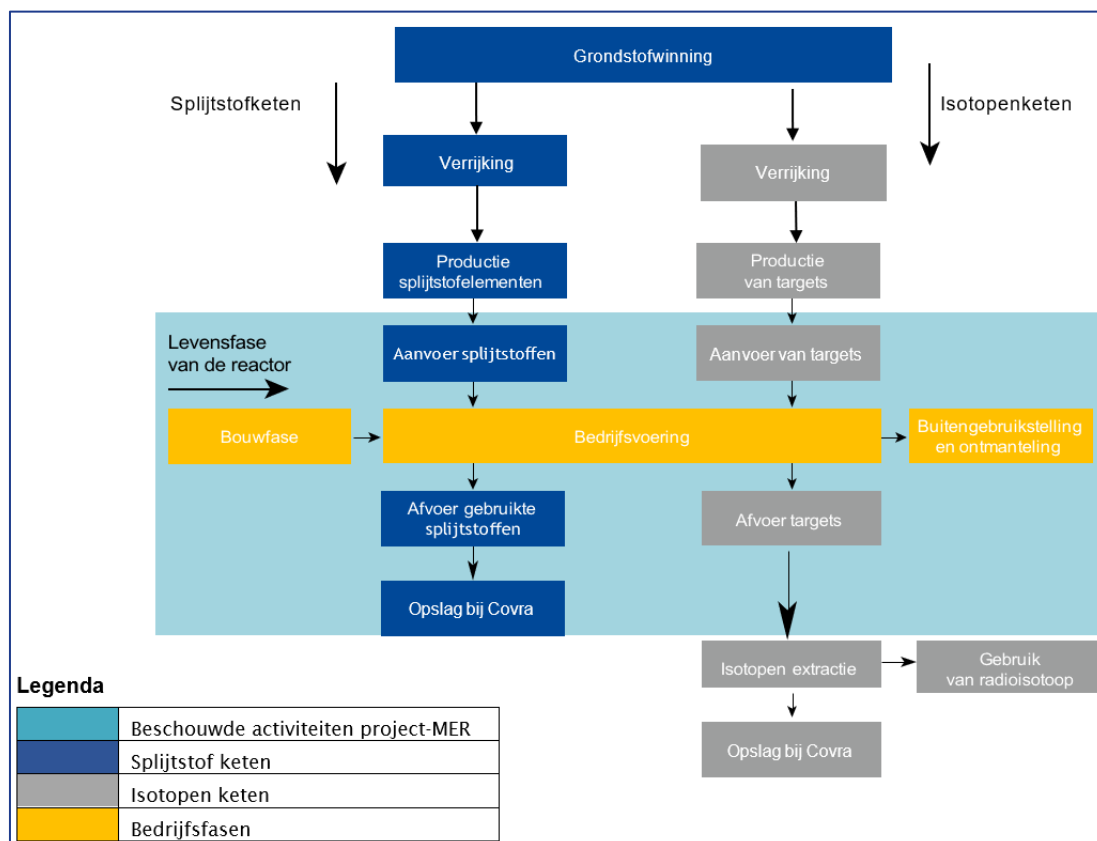 Grondstofwinning
Splijtstofketen
Isotopenketen
Verrijking
Verrijking
Productie
splijtstofelementen
Productie
van targets
Levensfase
van de reactor
Aanvoer splijtstoffen
Aanvoer van targets
Bouwfase
Bedrijfsvoering
Buitengebruikstelling
en ontmanteling
Afvoer gebruikte
splijtstoffen
Afvoer targets
Opslag bij Covra
Isotopen extractie
Gebruik
van radioisotoop
Opslag bij Covra
Legenda
Beschouwde activiteiten project-MER
Splijtstof keten
Isotopen keten
Bedrijfsfasen